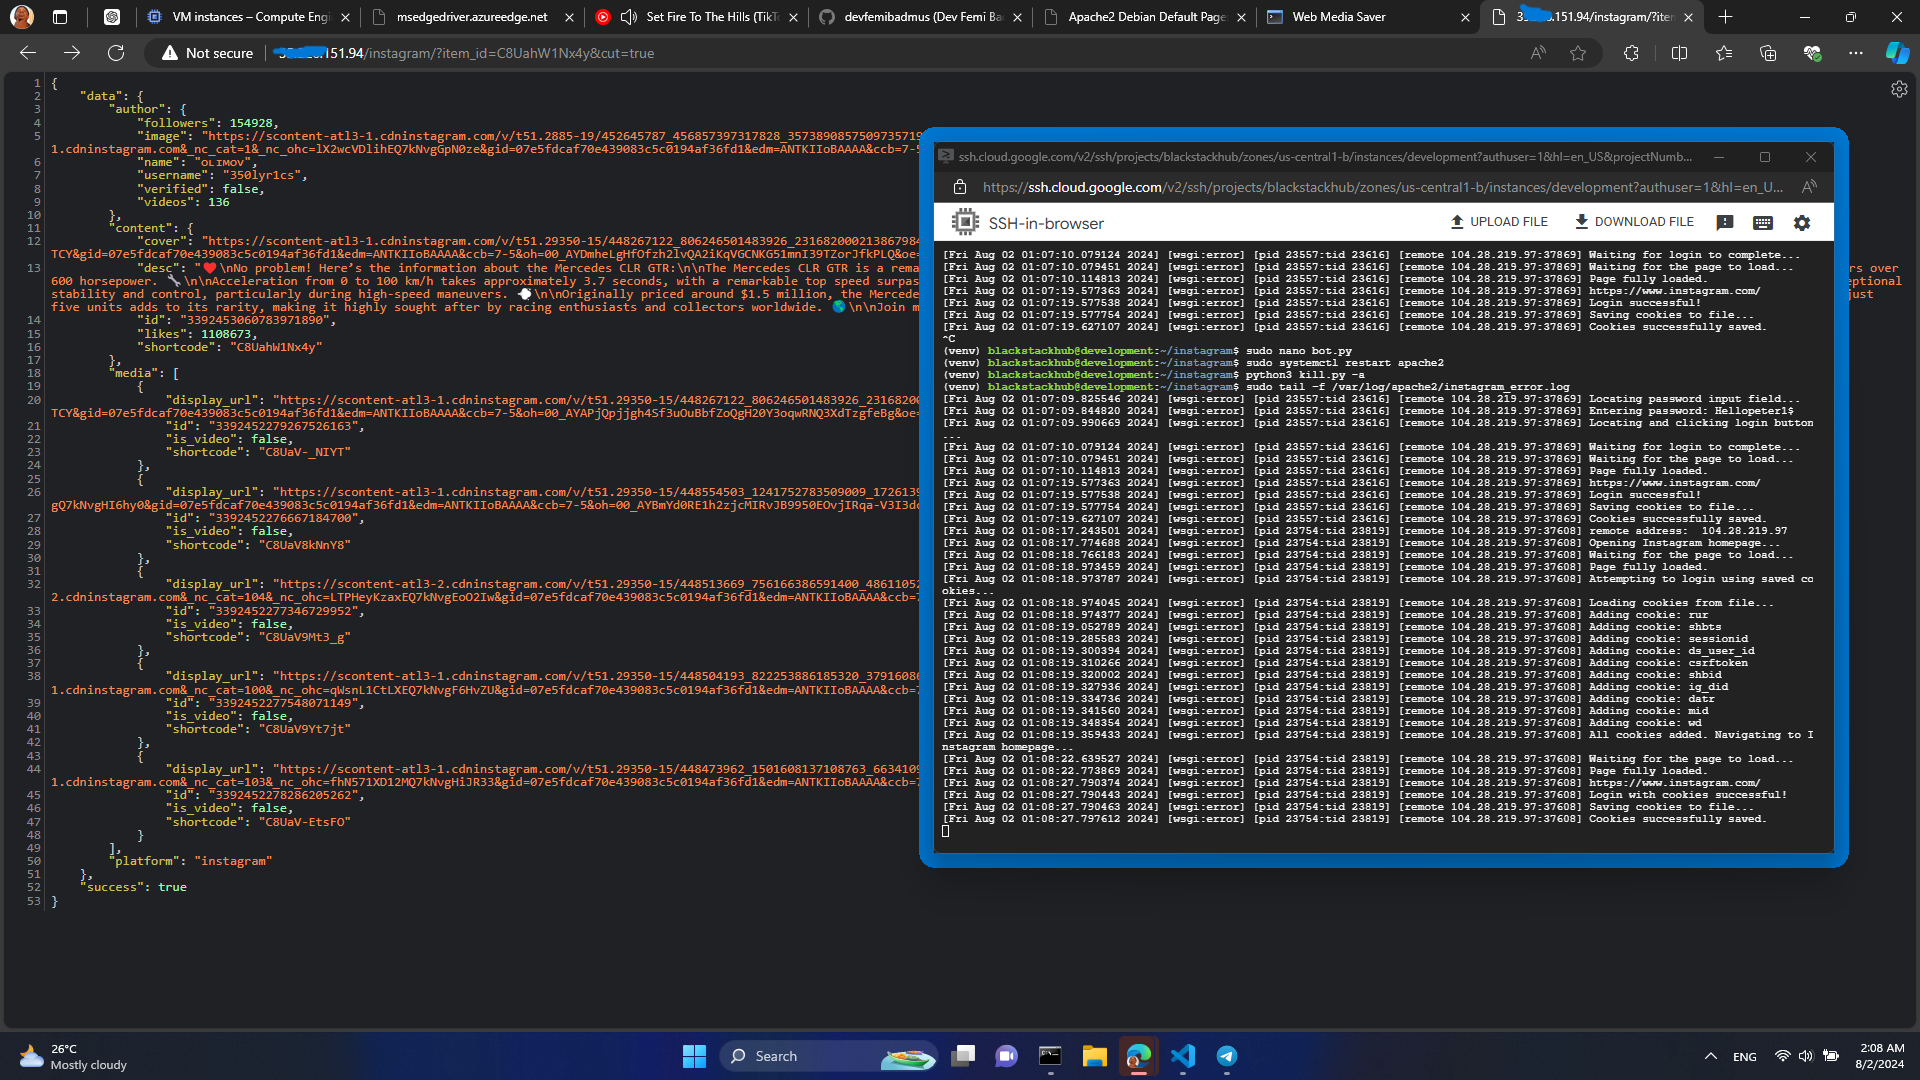 VM instances – Compute Engi
msedgedriver.azureedge.net
Set Fire To The Hills (TikTo
devfemibadmus (Dev Femi Ba
Apache2 Debian Default Page
Web Media Saver
.151.94/instagram/?item
Not secure
.151.94/instagram/?item_id=C8UahW1Nx4y&cut=true
1 {
2 "data": {
3 "author": {
4 "followers": 154928,
5 "image": "https://scontent-atl3-1.cdninstagram.com/v/t51.2885-19/452645787_456857397317828_3573890857509735719
1.cdninstagram.com&_nc_cat=1&_nc_ohc=lX2wcVDlihEQ7kNvgGpN0ze&gid=07e5fdcaf70e439083c5c0194af36fd1&edm=ANTKIIoBAAAA&ccb=7-5
6 "name": "OLIMOV",
7 "username": "350lyr1cs",
8 "verified": false,
9 "videos": 136
10 },
11 "content": {
12 "cover": "https://scontent-atl3-1.cdninstagram.com/v/t51.29350-15/448267122_806246501483926_231682000213867984
13 "desc": "❤️\nNo problem! Here’s the information about the Mercedes CLR GTR:\n\nThe Mercedes CLR GTR is a rema
rs over
600 horsepower. 🔧\n\nAcceleration from 0 to 100 km/h takes approximately 3.7 seconds, with a remarkable top speed surpas
eptional
stability and control, particularly during high-speed maneuvers. 💨\n\nOriginally priced around $1.5 million, the Mercede
just
five units adds to its rarity, making it highly sought after by racing enthusiasts and collectors worldwide. 🌎\n\nJoin m
14 "id": "3392453060783971890",
15 "likes": 1108673,
16 "shortcode": "C8UahW1Nx4y"
17 },
18 "media": [
19 {
20 "display_url": "https://scontent-atl3-1.cdninstagram.com/v/t51.29350-15/448267122_806246501483926_23168200
21 "id": "3392452279267526163",
22 "is_video": false,
23 "shortcode": "C8UaV-_NIYT"
24 },
25 {
26 "display_url": "https://scontent-atl3-1.cdninstagram.com/v/t51.29350-15/448554503_1241752783509009_1726139
27 "id": "3392452276667184700",
28 "is_video": false,
29 "shortcode": "C8UaV8kNnY8"
30 },
31 {
32 "display_url": "https://scontent-atl3-2.cdninstagram.com/v/t51.29350-15/448513669_756166386591400_48611052
2.cdninstagram.com&_nc_cat=104&_nc_ohc=LTPHeyKzaxEQ7kNvgEoO2Iw&gid=07e5fdcaf70e439083c5c0194af36fd1&edm=ANTKIIoBAAAA&ccb=7
33 "id": "3392452277346729952",
34 "is_video": false,
35 "shortcode": "C8UaV9Mt3_g"
36 },
37 {
38 "display_url": "https://scontent-atl3-1.cdninstagram.com/v/t51.29350-15/448504193_822253886185320_37916086
1.cdninstagram.com&_nc_cat=100&_nc_ohc=qWsnL1CtLXEQ7kNvgF6HvZU&gid=07e5fdcaf70e439083c5c0194af36fd1&edm=ANTKIIoBAAAA&ccb=7
39 "id": "3392452277548071149",
40 "is_video": false,
41 "shortcode": "C8UaV9Yt7jt"
42 },
43 {
44 "display_url": "https://scontent-atl3-1.cdninstagram.com/v/t51.29350-15/448473962_1501608137108763_6634109
1.cdninstagram.com&_nc_cat=103&_nc_ohc=fhN571XD12MQ7kNvgHiJR33&gid=07e5fdcaf70e439083c5c0194af36fd1&edm=ANTKIIoBAAAA&ccb=7
45 "id": "3392452278286205262",
46 "is_video": false,
47 "shortcode": "C8UaV-EtsFO"
48 }
49 ],
50 "platform": "instagram"
51 },
52 "success": true
53 }
ssh.cloud.google.com/v2/ssh/projects/blackstackhub/zones/us-central1-b/instances/development?authuser=1&hl=en_US&projectNumb...
https://ssh.cloud.google.com/v2/ssh/projects/blackstackhub/zones/us-central1-b/instances/development?authuser=1&hl=en_U...
SSH-in-browser
UPLOAD FILE
DOWNLOAD FILE
[Fri Aug 02 01:07:10.079124 2024] [wsgi:error] [pid 23557:tid 23616] [remote 104.28.219.97:37869] Waiting for login to complete...
[Fri Aug 02 01:07:10.079451 2024] [wsgi:error] [pid 23557:tid 23616] [remote 104.28.219.97:37869] Waiting for the page to load...
[Fri Aug 02 01:07:10.114813 2024] [wsgi:error] [pid 23557:tid 23616] [remote 104.28.219.97:37869] Page fully loaded.
[Fri Aug 02 01:07:19.577363 2024] [wsgi:error] [pid 23557:tid 23616] [remote 104.28.219.97:37869] https://www.instagram.com/
[Fri Aug 02 01:07:19.577538 2024] [wsgi:error] [pid 23557:tid 23616] [remote 104.28.219.97:37869] Login successful!
[Fri Aug 02 01:07:19.577754 2024] [wsgi:error] [pid 23557:tid 23616] [remote 104.28.219.97:37869] Saving cookies to file...
[Fri Aug 02 01:07:19.627107 2024] [wsgi:error] [pid 23557:tid 23616] [remote 104.28.219.97:37869] Cookies successfully saved.
^C
(venv) blackstackhub@development:~/instagram$ sudo nano bot.py
(venv) blackstackhub@development:~/instagram$ sudo systemctl restart apache2
(venv) blackstackhub@development:~/instagram$ python3 kill.py -a
(venv) blackstackhub@development:~/instagram$ sudo tail -f /var/log/apache2/instagram_error.log
[Fri Aug 02 01:07:09.825546 2024] [wsgi:error] [pid 23557:tid 23616] [remote 104.28.219.97:37869] Locating password input field...
[Fri Aug 02 01:07:09.844820 2024] [wsgi:error] [pid 23557:tid 23616] [remote 104.28.219.97:37869] Entering password: Hellopeter1$
[Fri Aug 02 01:07:09.990669 2024] [wsgi:error] [pid 23557:tid 23616] [remote 104.28.219.97:37869] Locating and clicking login button
...
[Fri Aug 02 01:07:10.079124 2024] [wsgi:error] [pid 23557:tid 23616] [remote 104.28.219.97:37869] Waiting for login to complete...
[Fri Aug 02 01:07:10.079451 2024] [wsgi:error] [pid 23557:tid 23616] [remote 104.28.219.97:37869] Waiting for the page to load...
[Fri Aug 02 01:07:10.114813 2024] [wsgi:error] [pid 23557:tid 23616] [remote 104.28.219.97:37869] Page fully loaded.
[Fri Aug 02 01:07:19.577363 2024] [wsgi:error] [pid 23557:tid 23616] [remote 104.28.219.97:37869] https://www.instagram.com/
[Fri Aug 02 01:07:19.577538 2024] [wsgi:error] [pid 23557:tid 23616] [remote 104.28.219.97:37869] Login successful!
[Fri Aug 02 01:07:19.577754 2024] [wsgi:error] [pid 23557:tid 23616] [remote 104.28.219.97:37869] Saving cookies to file...
[Fri Aug 02 01:07:19.627107 2024] [wsgi:error] [pid 23557:tid 23616] [remote 104.28.219.97:37869] Cookies successfully saved.
[Fri Aug 02 01:08:17.243501 2024] [wsgi:error] [pid 23754:tid 23819] [remote 104.28.219.97:37608] remote address: 104.28.219.97
[Fri Aug 02 01:08:17.774688 2024] [wsgi:error] [pid 23754:tid 23819] [remote 104.28.219.97:37608] Opening Instagram homepage...
[Fri Aug 02 01:08:18.766183 2024] [wsgi:error] [pid 23754:tid 23819] [remote 104.28.219.97:37608] Waiting for the page to load...
[Fri Aug 02 01:08:18.973459 2024] [wsgi:error] [pid 23754:tid 23819] [remote 104.28.219.97:37608] Page fully loaded.
[Fri Aug 02 01:08:18.973787 2024] [wsgi:error] [pid 23754:tid 23819] [remote 104.28.219.97:37608] Attempting to login using saved co
okies...
[Fri Aug 02 01:08:18.974045 2024] [wsgi:error] [pid 23754:tid 23819] [remote 104.28.219.97:37608] Loading cookies from file...
[Fri Aug 02 01:08:18.974377 2024] [wsgi:error] [pid 23754:tid 23819] [remote 104.28.219.97:37608] Adding cookie: rur
[Fri Aug 02 01:08:19.052789 2024] [wsgi:error] [pid 23754:tid 23819] [remote 104.28.219.97:37608] Adding cookie: shbts
[Fri Aug 02 01:08:19.285583 2024] [wsgi:error] [pid 23754:tid 23819] [remote 104.28.219.97:37608] Adding cookie: sessionid
[Fri Aug 02 01:08:19.300394 2024] [wsgi:error] [pid 23754:tid 23819] [remote 104.28.219.97:37608] Adding cookie: ds_user_id
[Fri Aug 02 01:08:19.310266 2024] [wsgi:error] [pid 23754:tid 23819] [remote 104.28.219.97:37608] Adding cookie: csrftoken
[Fri Aug 02 01:08:19.320002 2024] [wsgi:error] [pid 23754:tid 23819] [remote 104.28.219.97:37608] Adding cookie: shbid
[Fri Aug 02 01:08:19.327936 2024] [wsgi:error] [pid 23754:tid 23819] [remote 104.28.219.97:37608] Adding cookie: ig_did
[Fri Aug 02 01:08:19.334736 2024] [wsgi:error] [pid 23754:tid 23819] [remote 104.28.219.97:37608] Adding cookie: datr
[Fri Aug 02 01:08:19.341560 2024] [wsgi:error] [pid 23754:tid 23819] [remote 104.28.219.97:37608] Adding cookie: mid
[Fri Aug 02 01:08:19.348354 2024] [wsgi:error] [pid 23754:tid 23819] [remote 104.28.219.97:37608] Adding cookie: wd
[Fri Aug 02 01:08:19.359433 2024] [wsgi:error] [pid 23754:tid 23819] [remote 104.28.219.97:37608] All cookies added. Navigating to I
nstagram homepage...
[Fri Aug 02 01:08:22.639527 2024] [wsgi:error] [pid 23754:tid 23819] [remote 104.28.219.97:37608] Waiting for the page to load...
[Fri Aug 02 01:08:22.773869 2024] [wsgi:error] [pid 23754:tid 23819] [remote 104.28.219.97:37608] Page fully loaded.
[Fri Aug 02 01:08:27.790374 2024] [wsgi:error] [pid 23754:tid 23819] [remote 104.28.219.97:37608] https://www.instagram.com/
[Fri Aug 02 01:08:27.790443 2024] [wsgi:error] [pid 23754:tid 23819] [remote 104.28.219.97:37608] Login with cookies successful!
[Fri Aug 02 01:08:27.790463 2024] [wsgi:error] [pid 23754:tid 23819] [remote 104.28.219.97:37608] Saving cookies to file...
[Fri Aug 02 01:08:27.797612 2024] [wsgi:error] [pid 23754:tid 23819] [remote 104.28.219.97:37608] Cookies successfully saved.
26°C
Mostly cloudy
Search
ENG
2:08 AM
8/2/2024